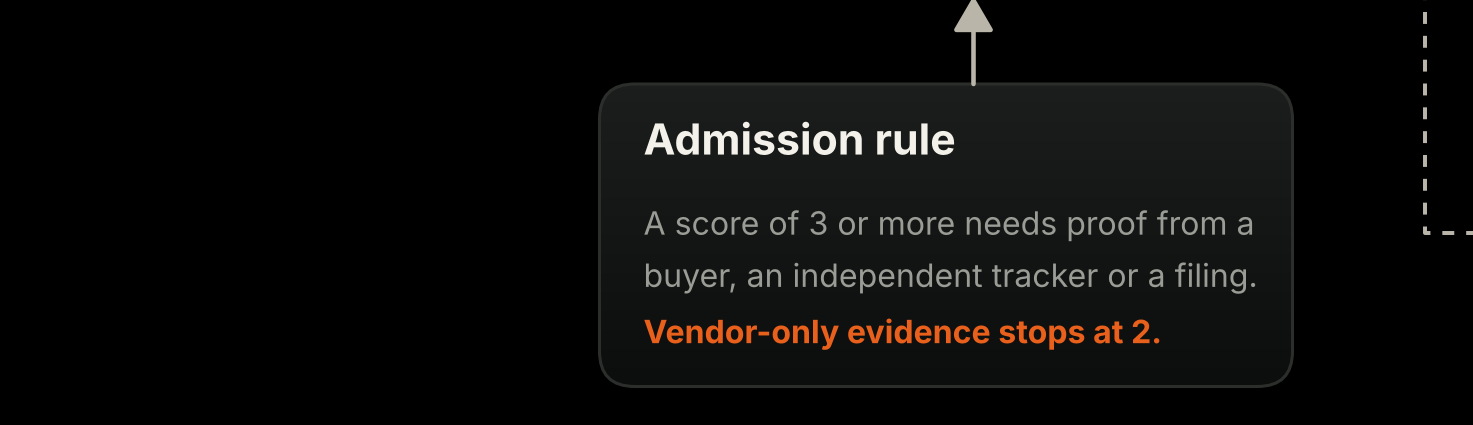 Admission rule
A score of 3 or more needs proof from a
buyer, an independent tracker or a filing.
Vendor-only evidence stops at 2.